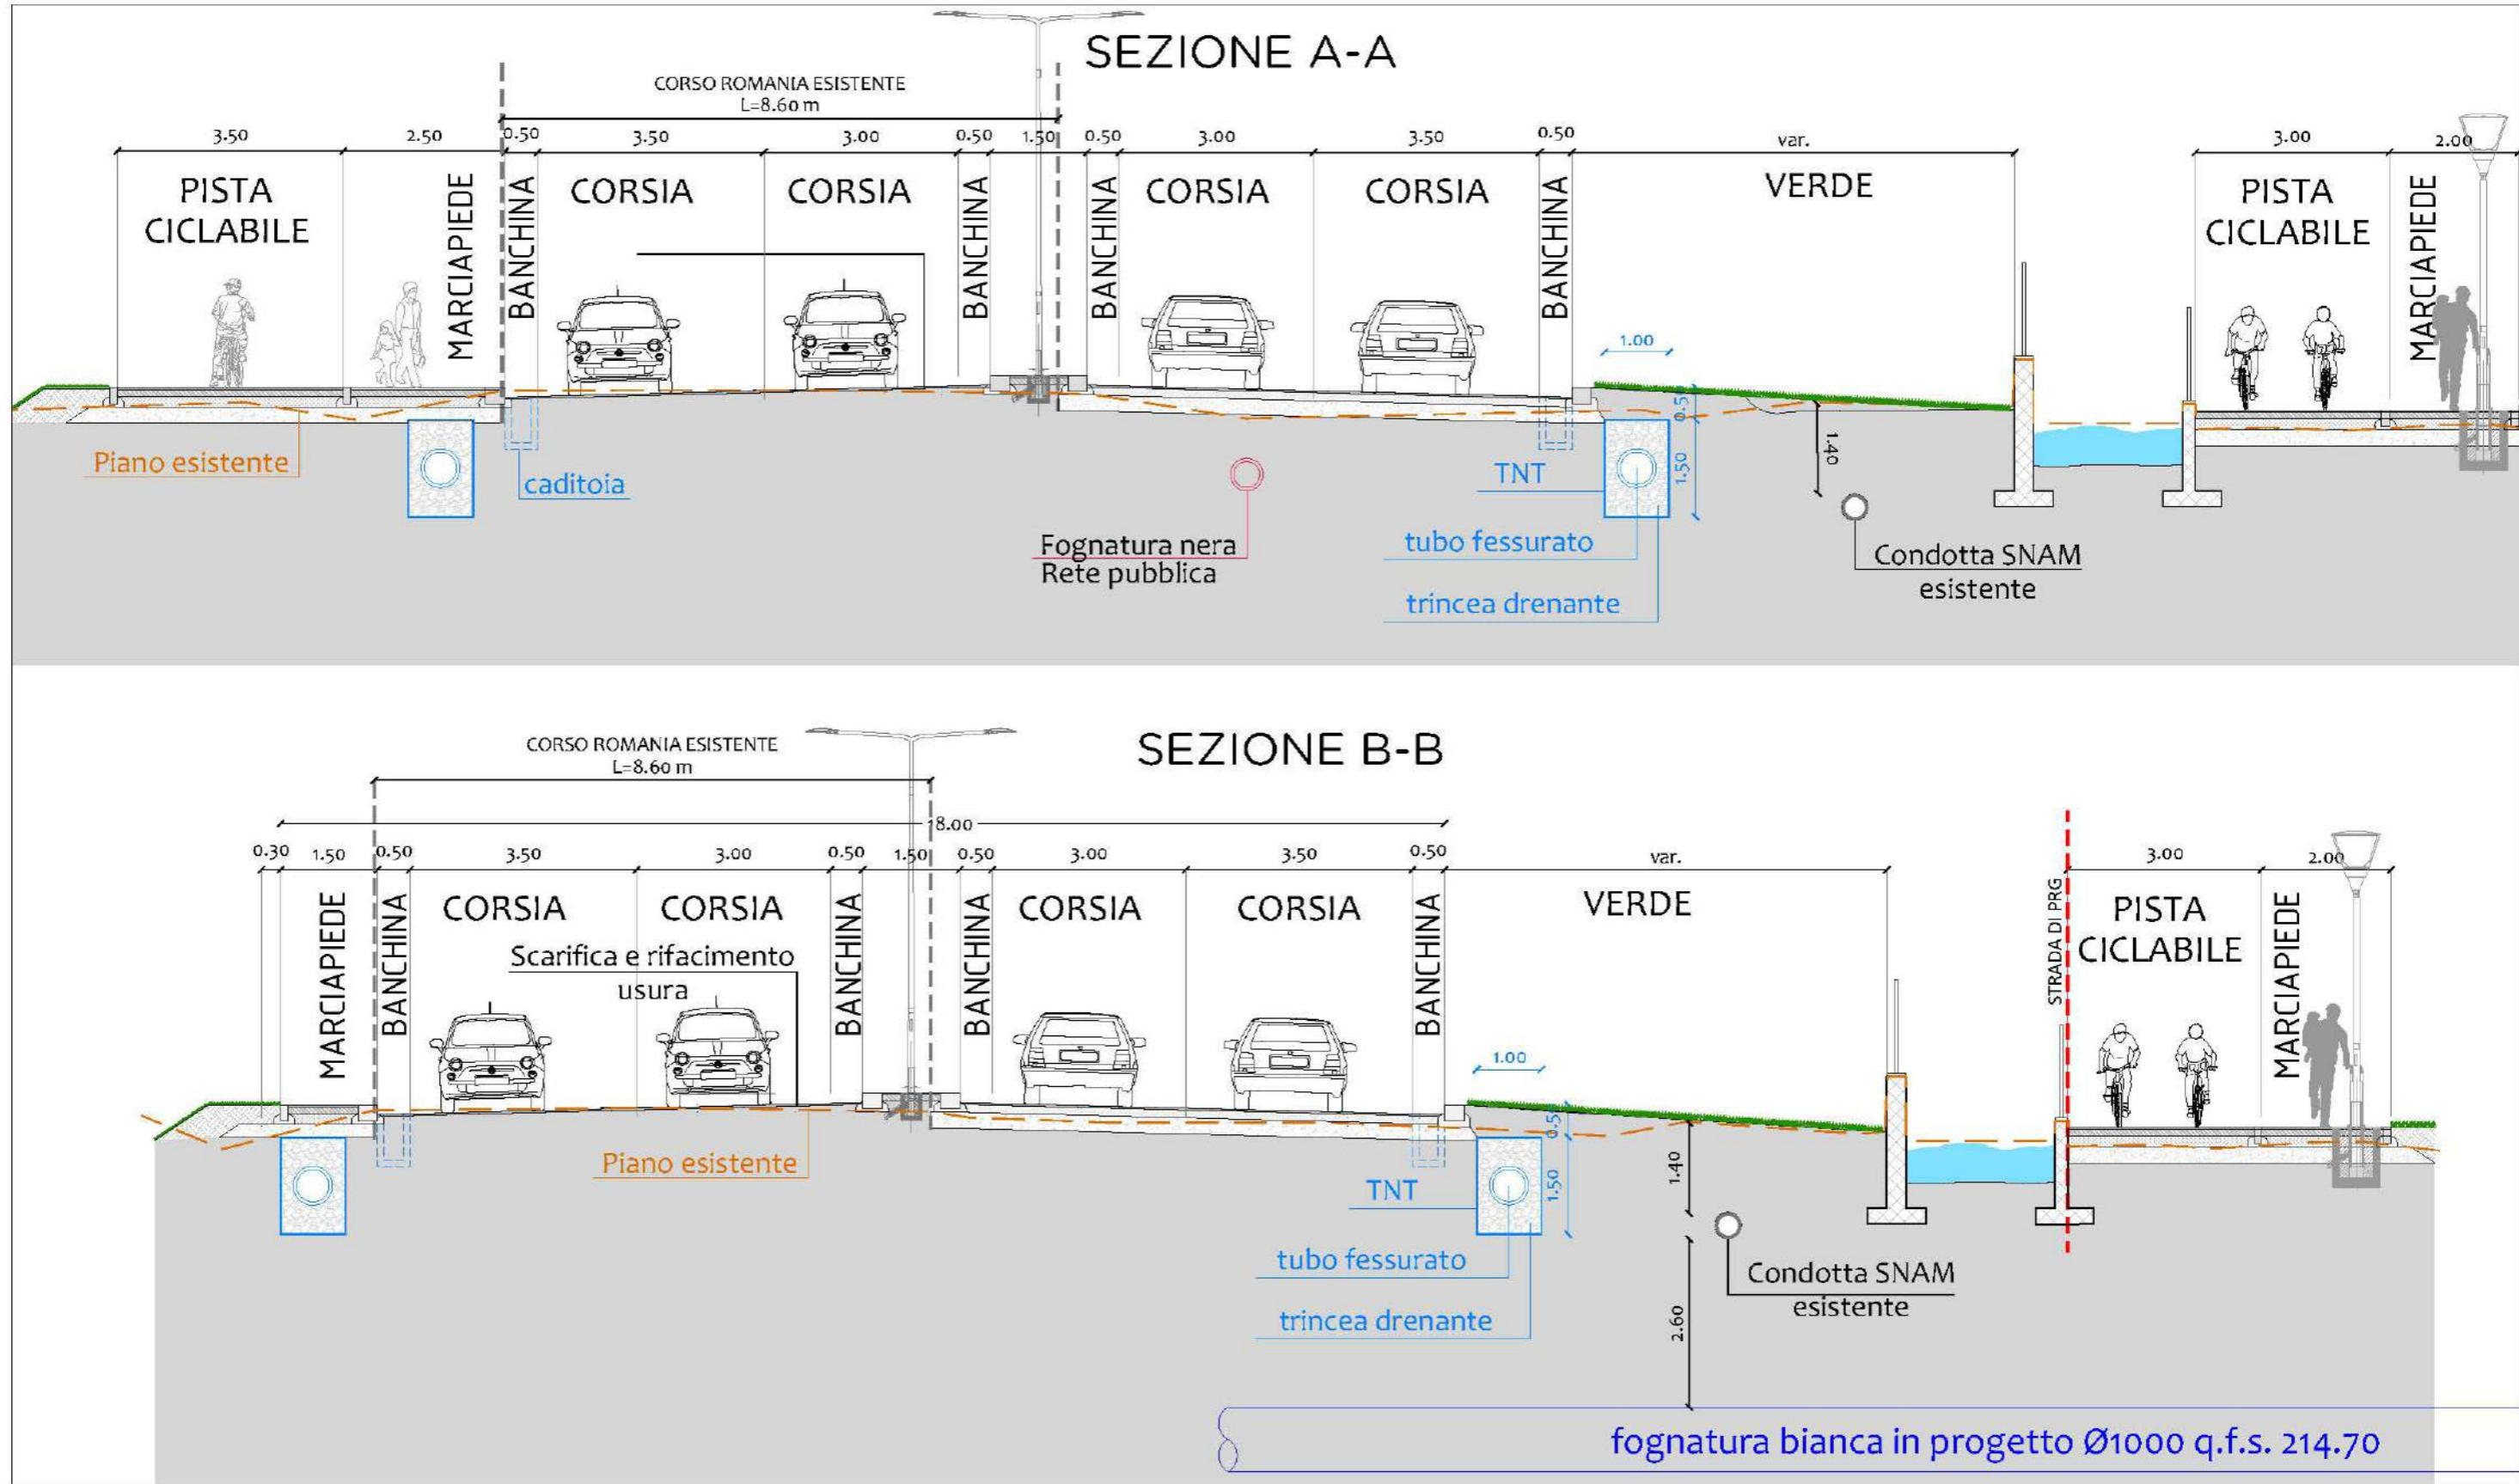 SEZIONE A-A
CORSO ROMANIA ESISTENTE
L=8.60 m
3.50 2.50 0.50 3.50 3.00 0.50 1.50 0.50 3.00 3.50 0.50 var. 3.00 2.00
PISTA
CICLABILE
MARCIAPIEDE
BANCHINA
CORSIA
CORSIA
BANCHINA
BANCHINA
CORSIA
CORSIA
BANCHINA
VERDE
PISTA
CICLABILE
MARCIAPIEDE
1.00
0.50
1.50
1.40
Piano esistente
caditoia
Fognatura nera
Rete pubblica
TNT
tubo fessurato
trincea drenante
Condotta SNAM
esistente
SEZIONE B-B
CORSO ROMANIA ESISTENTE
L=8.60 m
18.00
0.30 1.50 0.50 3.50 3.00 0.50 1.50 0.50 3.00 3.50 0.50 var. 3.00 2.00
MARCIAPIEDE
BANCHINA
CORSIA
CORSIA
Scarifica e rifacimento
usura
BANCHINA
BANCHINA
CORSIA
CORSIA
BANCHINA
VERDE
STRADA DI PRG
PISTA
CICLABILE
MARCIAPIEDE
1.00
0.50
1.50
1.40
2.60
Piano esistente
TNT
tubo fessurato
trincea drenante
Condotta SNAM
esistente
fognatura bianca in progetto Ø1000 q.f.s. 214.70